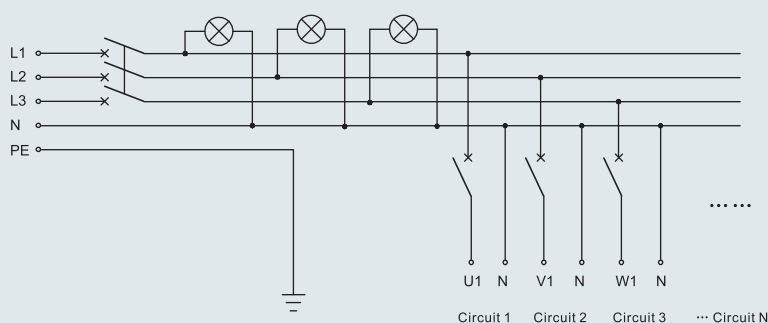 L1
L2
L3
N
PE
U1 N V1 N W1 N
Circuit 1 Circuit 2 Circuit 3 ··· Circuit N